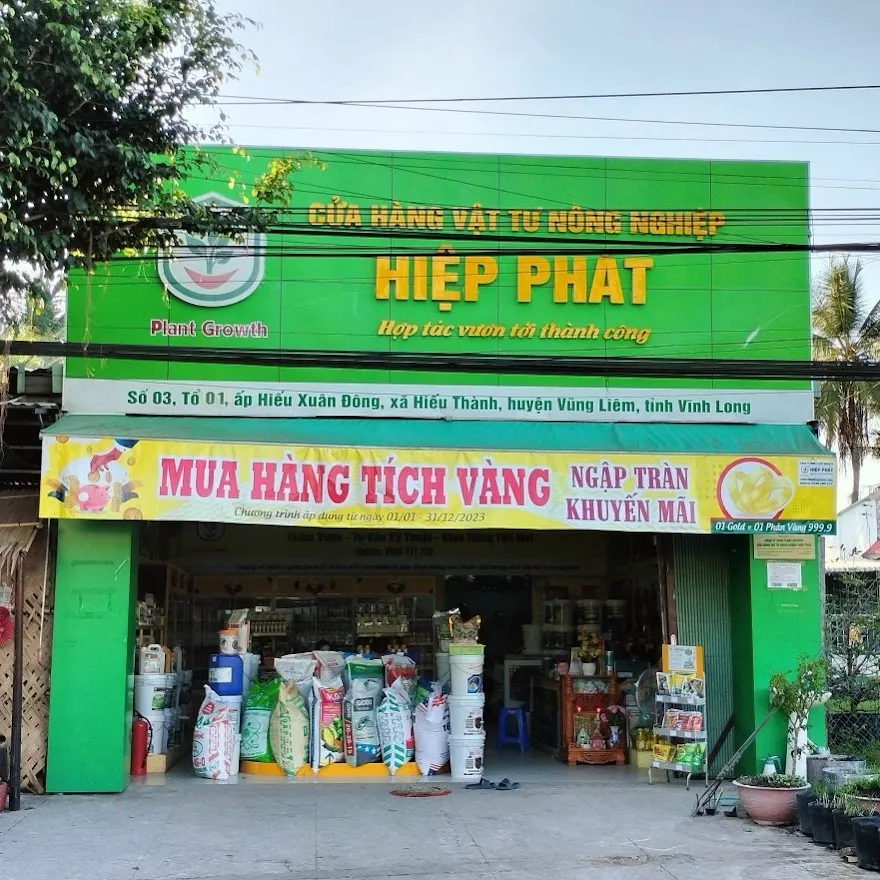 CỬA HÀNG VẬT TƯ NÔNG NGHIỆP
HIỆP PHÁT
Hợp tác vươn tới thành công
Plant Growth
Số 03, Tổ 01, ấp Hiếu Xuân Đông, xã Hiếu Thành, huyện Vũng Liêm, tỉnh Vĩnh Long
MUA HÀNG TÍCH VÀNG
NGẬP TRÀN
KHUYẾN MÃI
Chương trình áp dụng từ ngày 01/01 - 31/12/2023
HIỆP PHÁT
01 Gold = 01 Phân Vàng 999.9